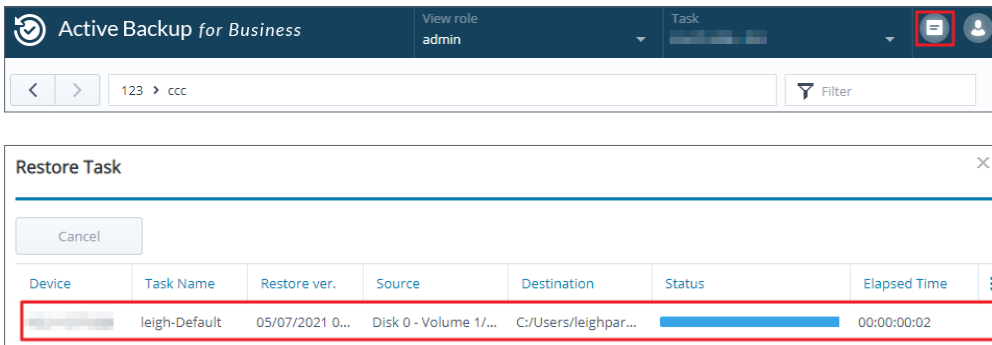 Active Backup for Business
View role
admin
Task
123 > ccc
Filter
Restore Task
Cancel
Device Task Name Restore ver. Source Destination Status Elapsed Time
leigh-Default 05/07/2021 0... Disk 0 - Volume 1/... C:/Users/leighpar... 00:00:00:02